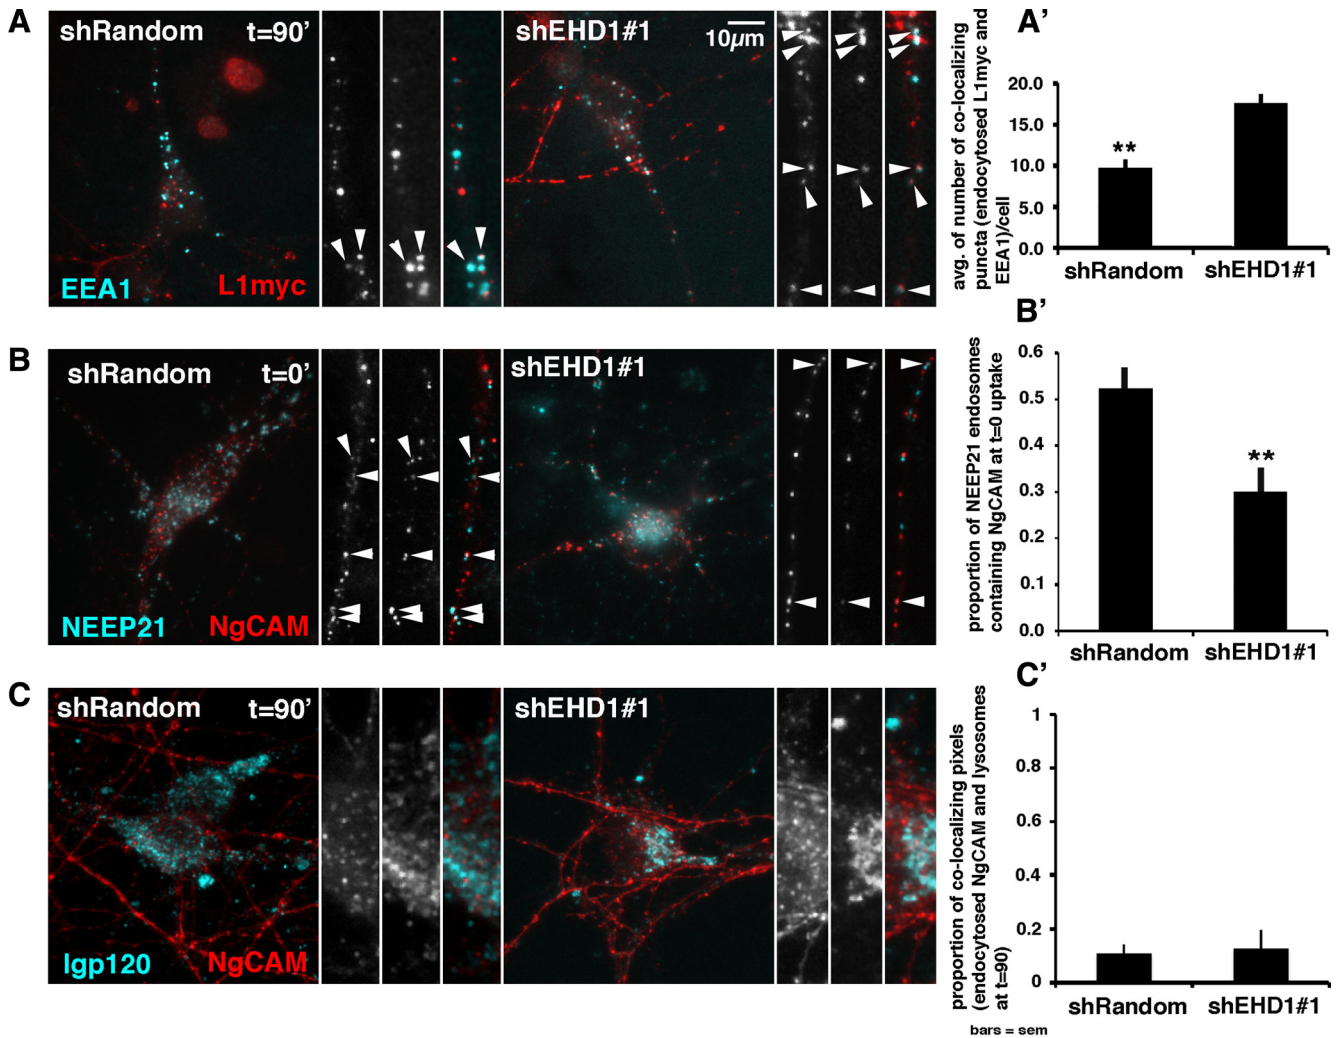 A
shRandom t=90’
EEA1 L1myc
shEHD1#1
10μm
A’
avg. of number of co-localizing
puncta (endocytosed L1myc and
EEA1)/cell
20.0
15.0
10.0
5.0
0.0
**
shRandom shEHD1#1
B
shRandom t=0’
NEEP21 NgCAM
shEHD1#1
B’
proportion of NEEP21 endosomes
containing NgCAM at t=0 uptake
0.6
0.5
0.4
0.3
0.2
0.1
0.0
**
shRandom shEHD1#1
C
shRandom t=90’
lgp120 NgCAM
shEHD1#1
C’
proportion of co-localizing pixels
(endocytosed NgCAM and lysosomes
at t=90)
1
0.8
0.6
0.4
0.2
0
shRandom shEHD1#1
bars = sem